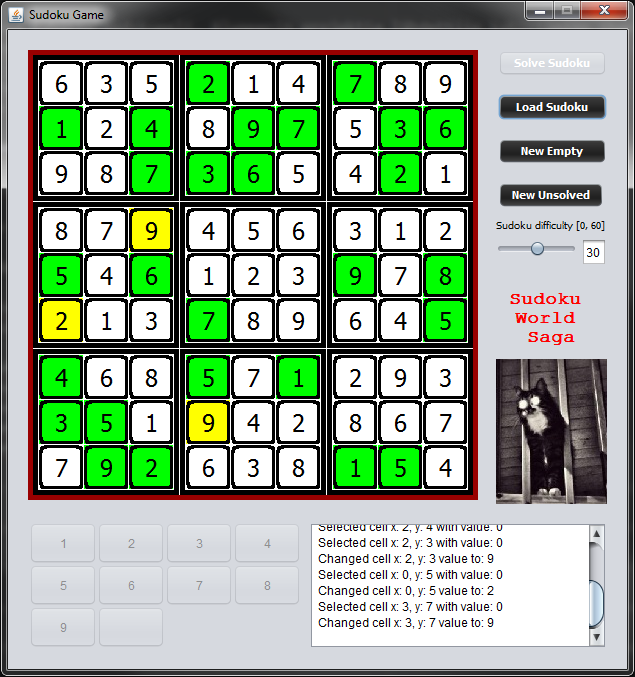 Sudoku Game
6 3 5 2 1 4 7 8 9
1 2 4 8 9 7 5 3 6
9 8 7 3 6 5 4 2 1
8 7 9 4 5 6 3 1 2
5 4 6 1 2 3 9 7 8
2 1 3 7 8 9 6 4 5
4 6 8 5 7 1 2 9 3
3 5 1 9 4 2 8 6 7
7 9 2 6 3 8 1 5 4
Solve Sudoku
Load Sudoku
New Empty
New Unsolved
Sudoku difficulty [0, 60]
30
Sudoku
World
Saga
1 2 3 4
5 6 7 8
9
Selected cell x: 2, y: 4 with value: 0
Selected cell x: 2, y: 3 with value: 0
Changed cell x: 2, y: 3 value to: 9
Selected cell x: 0, y: 5 with value: 0
Changed cell x: 0, y: 5 value to: 2
Selected cell x: 3, y: 7 with value: 0
Changed cell x: 3, y: 7 value to: 9